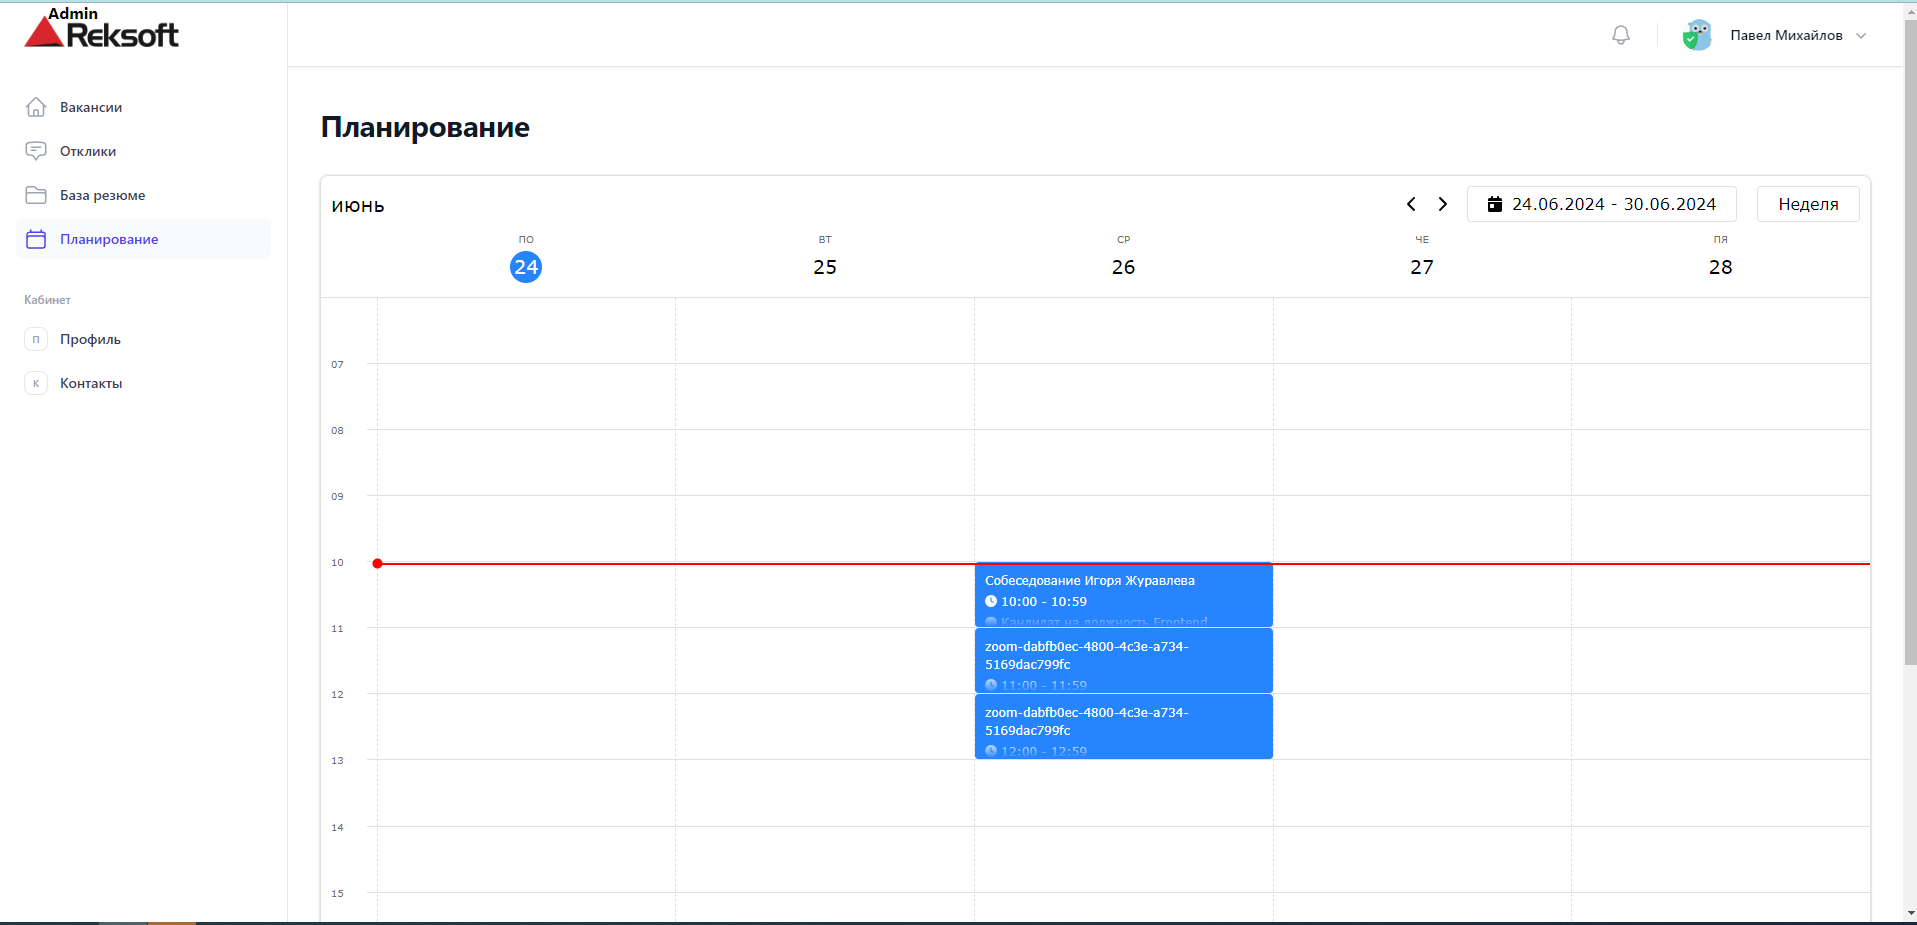 Admin
Reksoft
Павел Михайлов
Вакансии
Отклики
База резюме
Планирование
Кабинет
П
Профиль
К
Контакты
Планирование
июнь
24.06.2024 - 30.06.2024
Неделя
ПО
ВТ
СР
ЧЕ
ПЯ
24
25
26
27
28
07
08
09
10
11
12
13
14
15
Собеседование Игоря Журавлева
10:00 - 10:59
Кандидат на должность Frontend
zoom-dabfb0ec-4800-4c3e-a734-
5169dac799fc
11:00 - 11:59
zoom-dabfb0ec-4800-4c3e-a734-
5169dac799fc
12:00 - 12:59